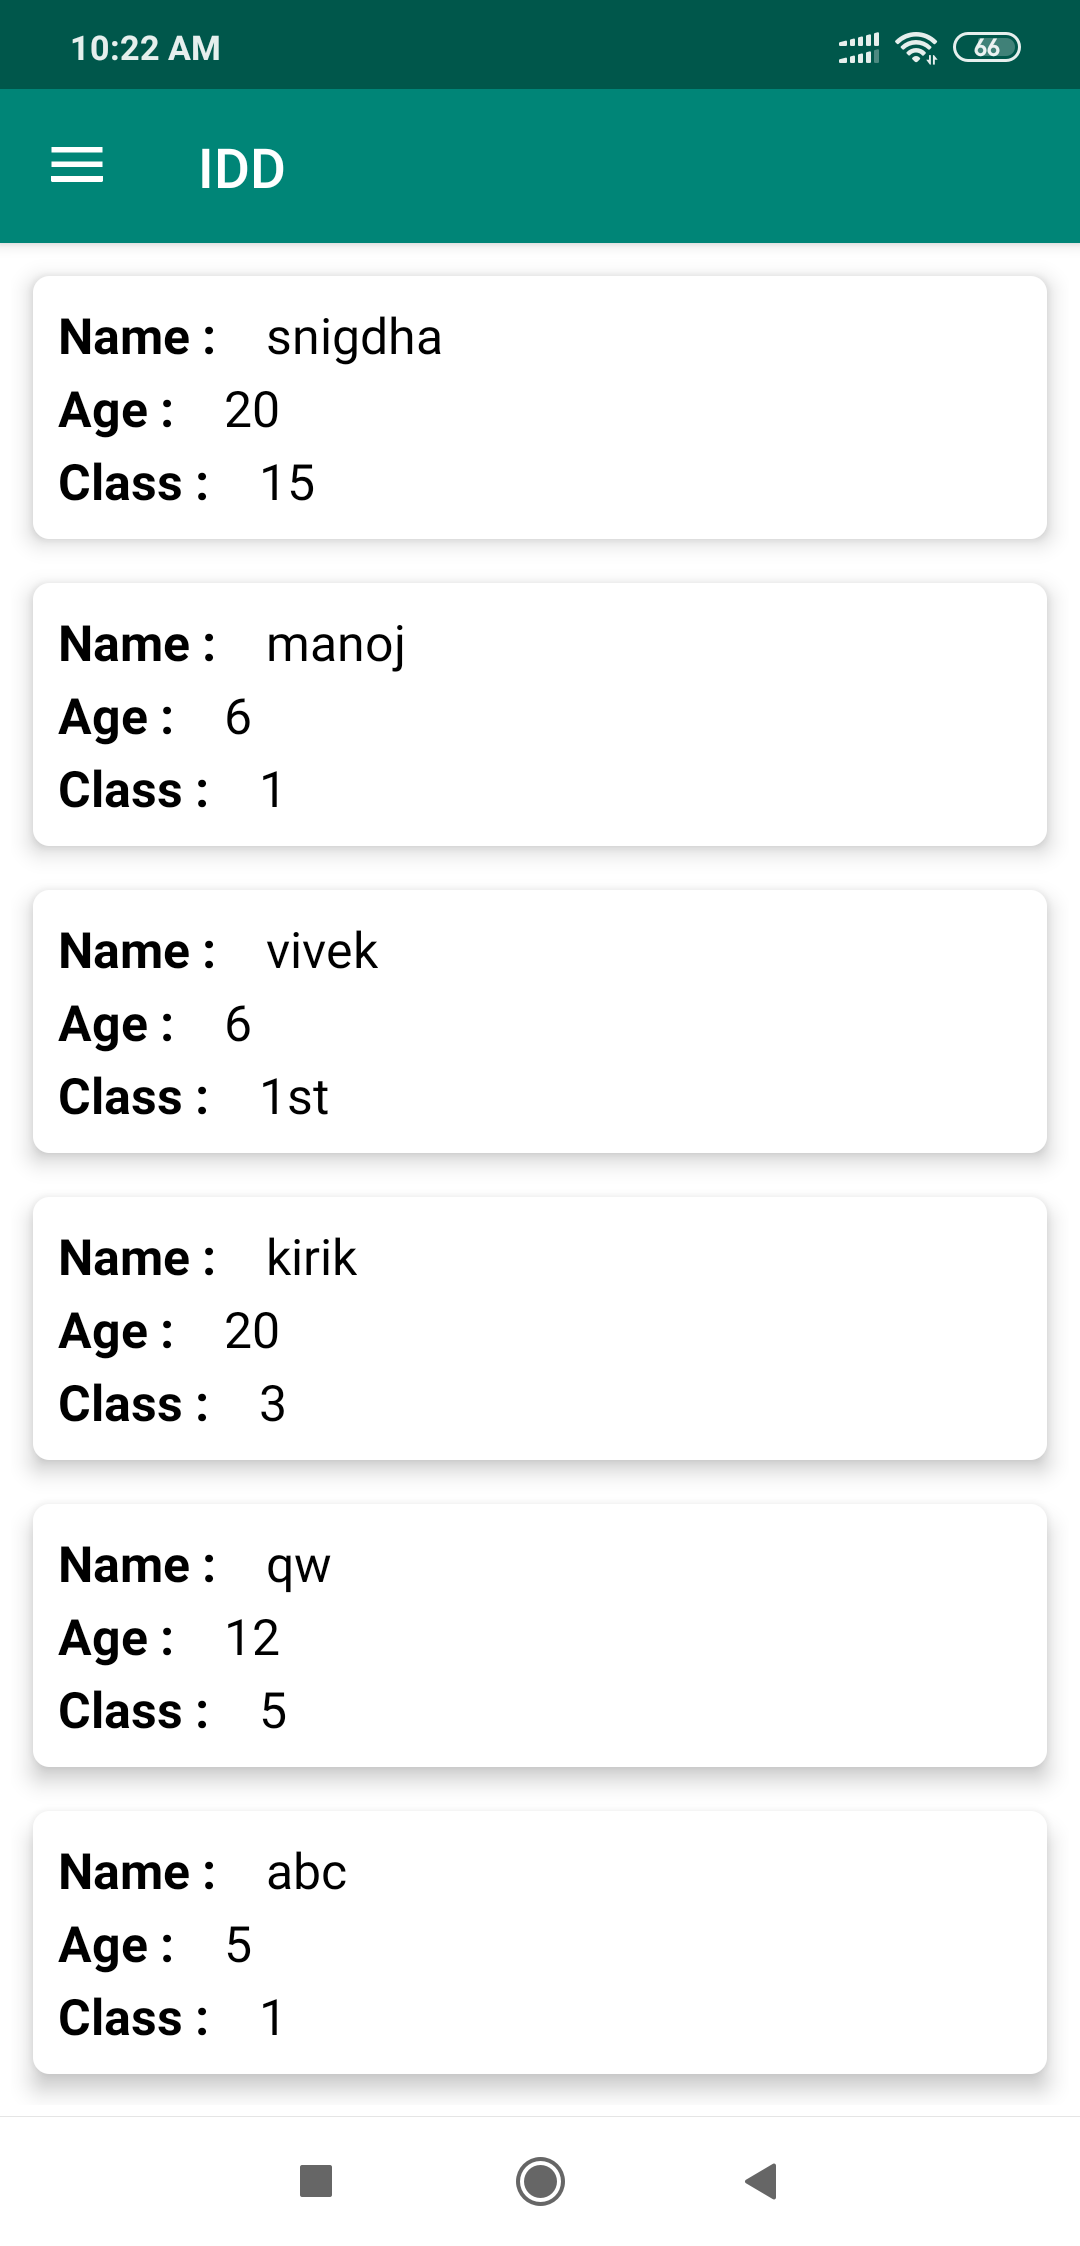 10:22 AM 66
IDD
Name : snigdha
Age : 20
Class : 15
Name : manoj
Age : 6
Class : 1
Name : vivek
Age : 6
Class : 1st
Name : kirik
Age : 20
Class : 3
Name : qw
Age : 12
Class : 5
Name : abc
Age : 5
Class : 1